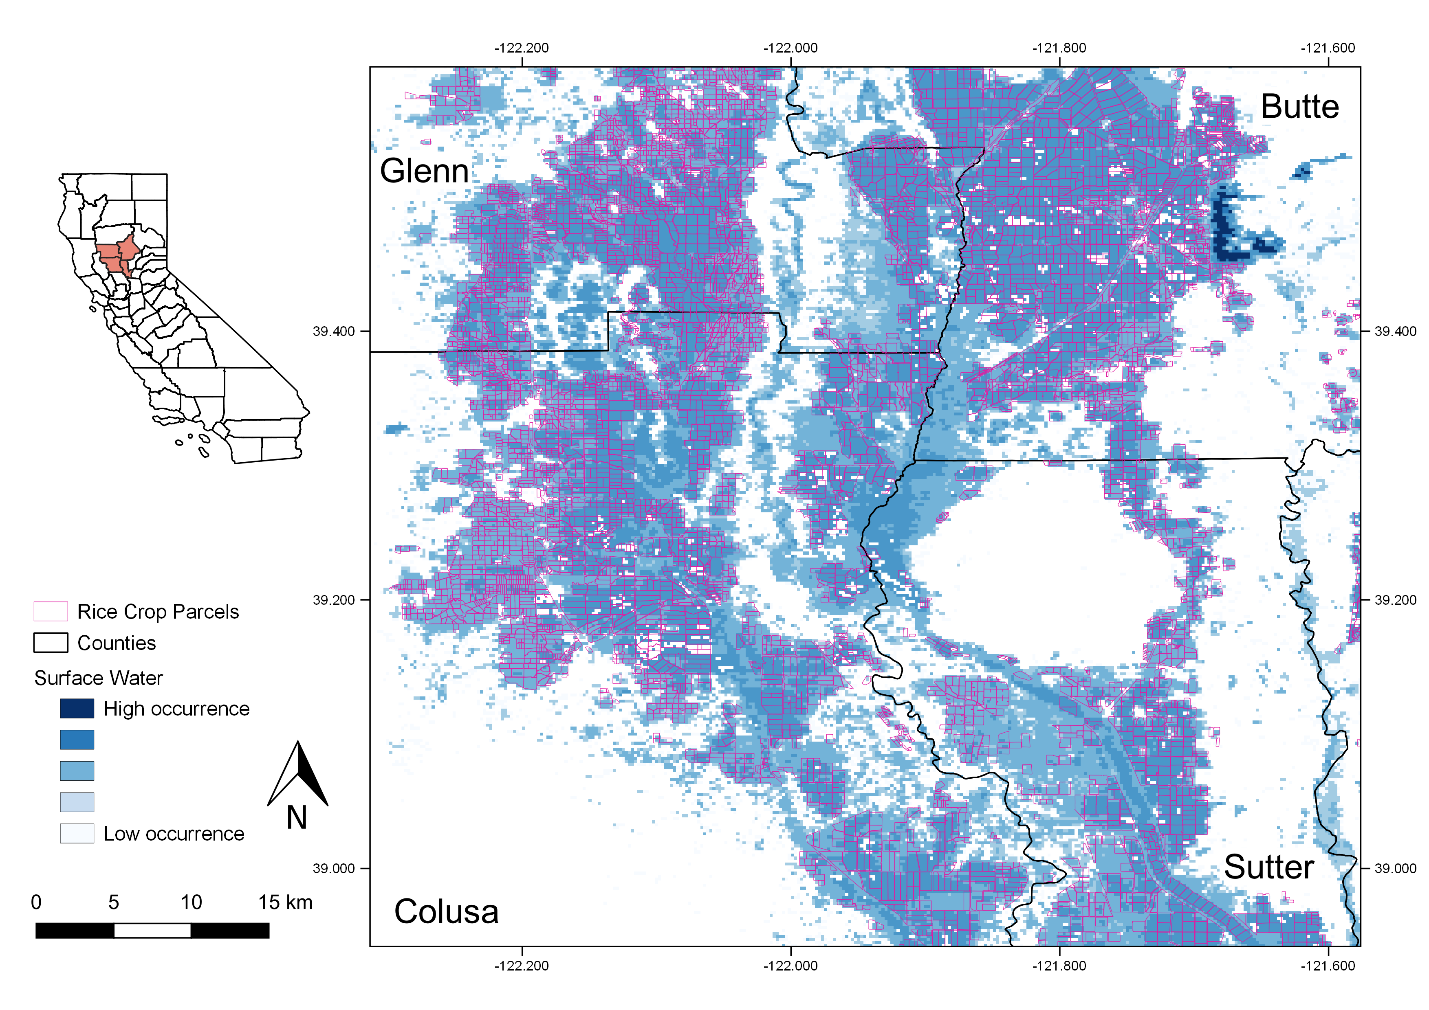 -122.200 -122.000 -121.800 -121.600
Butte
Glenn
39.400 39.400
39.200 39.200
Rice Crop Parcels
Counties
Surface Water
High occurrence
Low occurrence
N
39.000 39.000
Sutter
0 5 10 15 km
Colusa
-122.200 -122.000 -121.800 -121.600